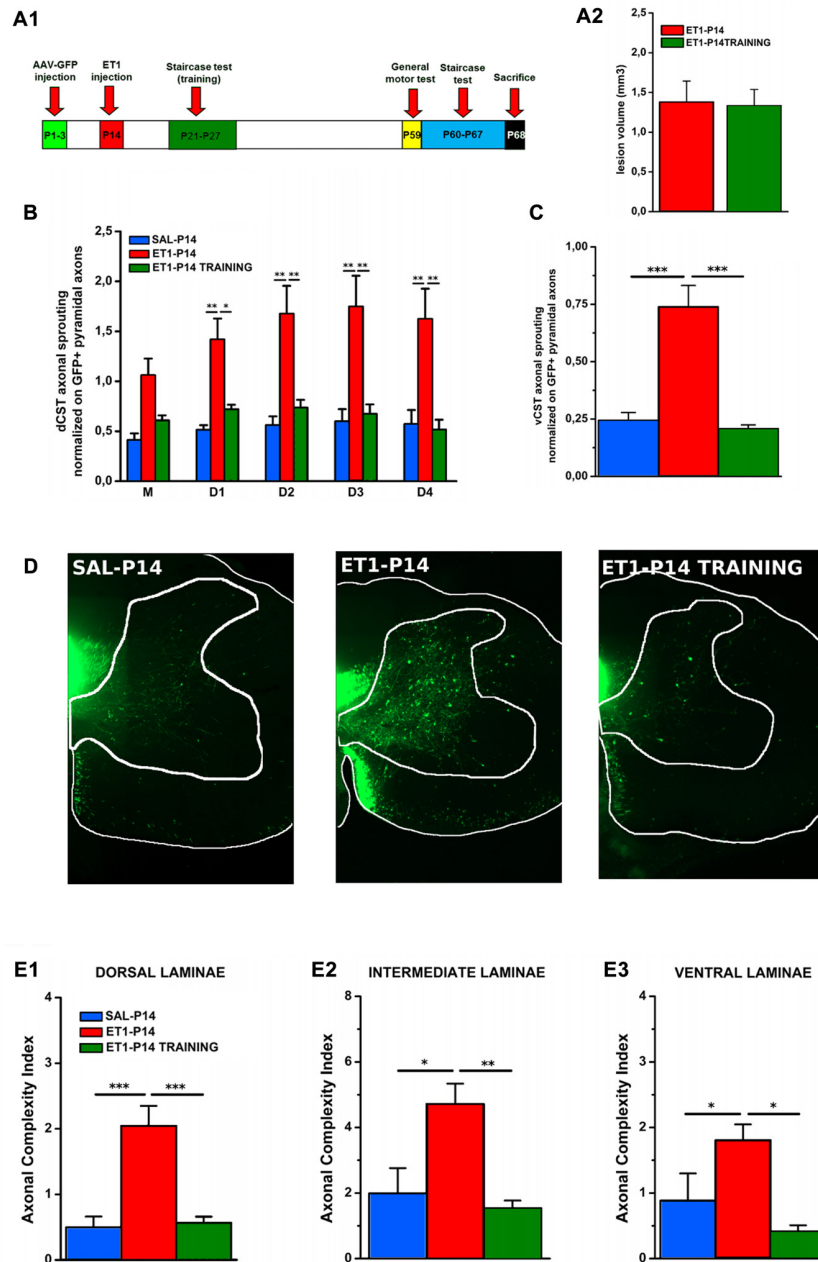 A1
AAV-GFP injection
ET1 injection
Staircase test (training)
General motor test
Staircase test
Sacrifice
P1-3
P14
P21-P27
P59
P60-P67
P68
A2
ET1-P14
ET1-P14TRAINING
lesion volume (mm3)
2,5
2,0
1,5
1,0
0,5
0,0
B
SAL-P14
ET1-P14
ET1-P14 TRAINING
dCST axonal sprouting
normalized on GFP+ pyramidal axons
2,5
2,0
1,5
1,0
0,5
0,0
** *
** **
** **
** **
M D1 D2 D3 D4
C
vCST axonal sprouting
normalized on GFP+ pyramidal axons
1,00
0,75
0,50
0,25
0,00
*** ***
D
SAL-P14
ET1-P14
ET1-P14 TRAINING
E1
DORSAL LAMINAE
SAL-P14
ET1-P14
ET1-P14 TRAINING
Axonal Complexity Index
4
3
2
1
0
*** ***
E2
INTERMEDIATE LAMINAE
Axonal Complexity Index
8
6
4
2
0
* **
E3
VENTRAL LAMINAE
Axonal Complexity Index
4
3
2
1
0
* *